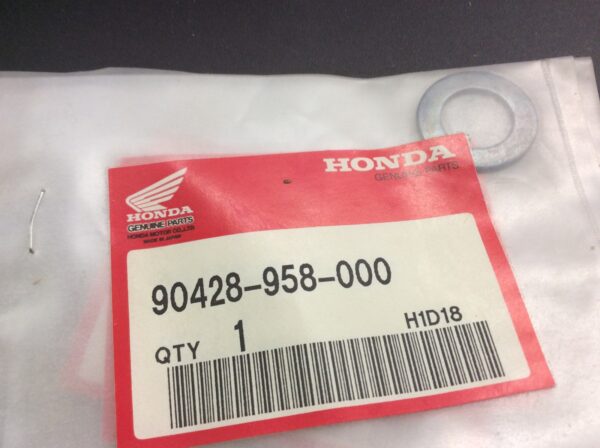 HONDA
GENUINE PARTS
HONDA
GENUINE PARTS
HONDA MOTOR CO.,LTD.
MADE IN JAPAN
90428-958-000
QTY 1
H1D18